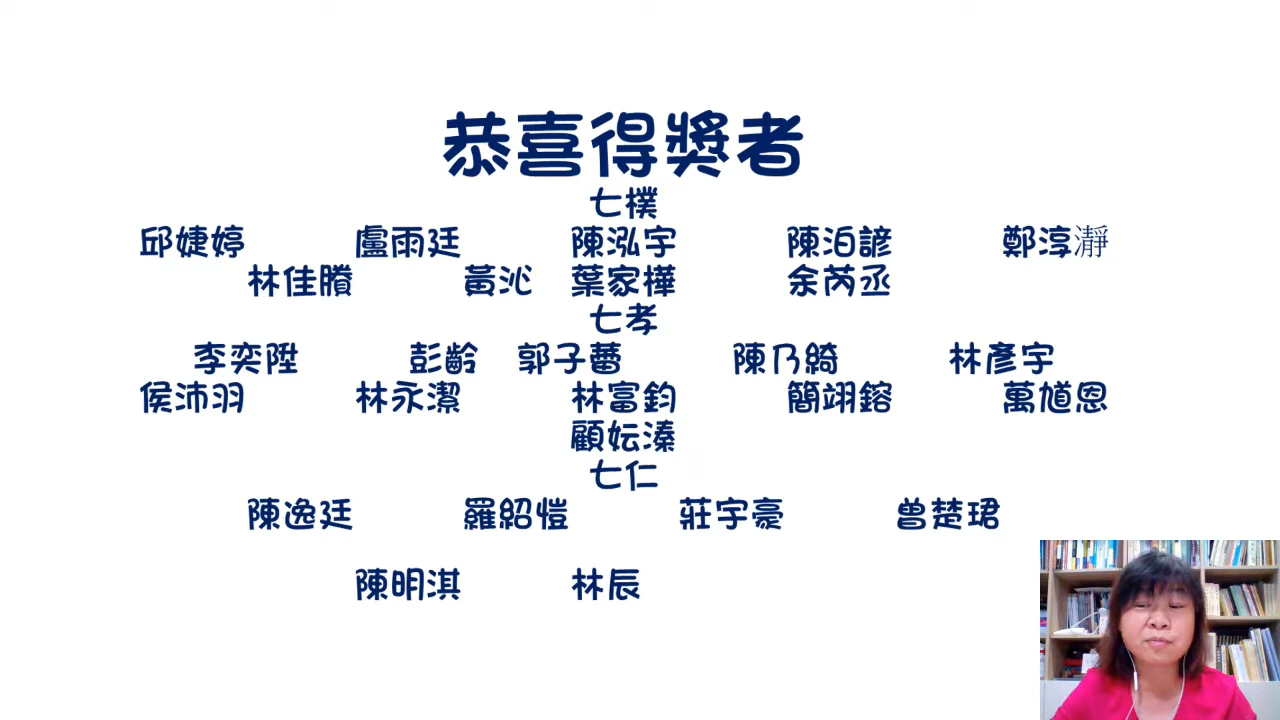 恭喜得獎者
七樸
邱婕婷 盧雨廷 陳泓宇 陳泊諺 鄭淳瀞
林佳臏 黃沁 葉家樺 余芮丞
七孝
李奕陞 彭齡 郭子蕾 陳乃綺 林彥宇
侯沛羽 林永潔 林富鈞 簡翊鎔 萬馗恩
顧妘溱
七仁
陳逸廷 羅紹愷 莊宇豪 曾楚珺
陳明淇 林辰